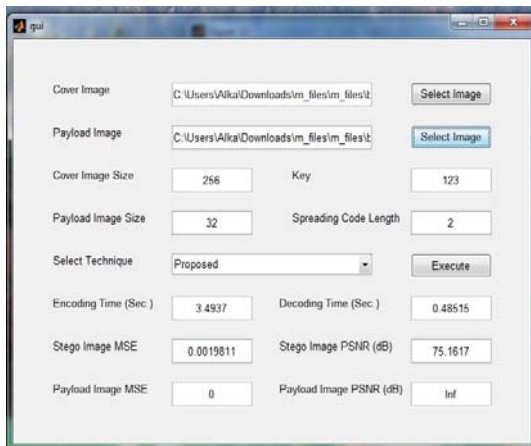 gui
Cover Image C:\Users\Alka\Downloads\m_files\m_files\b Select Image
Payload Image C:\Users\Alka\Downloads\m_files\m_files\b Select Image
Cover Image Size 256 Key 123
Payload Image Size 32 Spreading Code Length 2
Select Technique Proposed Execute
Encoding Time (Sec.) 3.4937 Decoding Time (Sec.) 0.48515
Stego Image MSE 0.0019811 Stego Image PSNR (dB) 75.1617
Payload Image MSE 0 Payload Image PSNR (dB) Inf